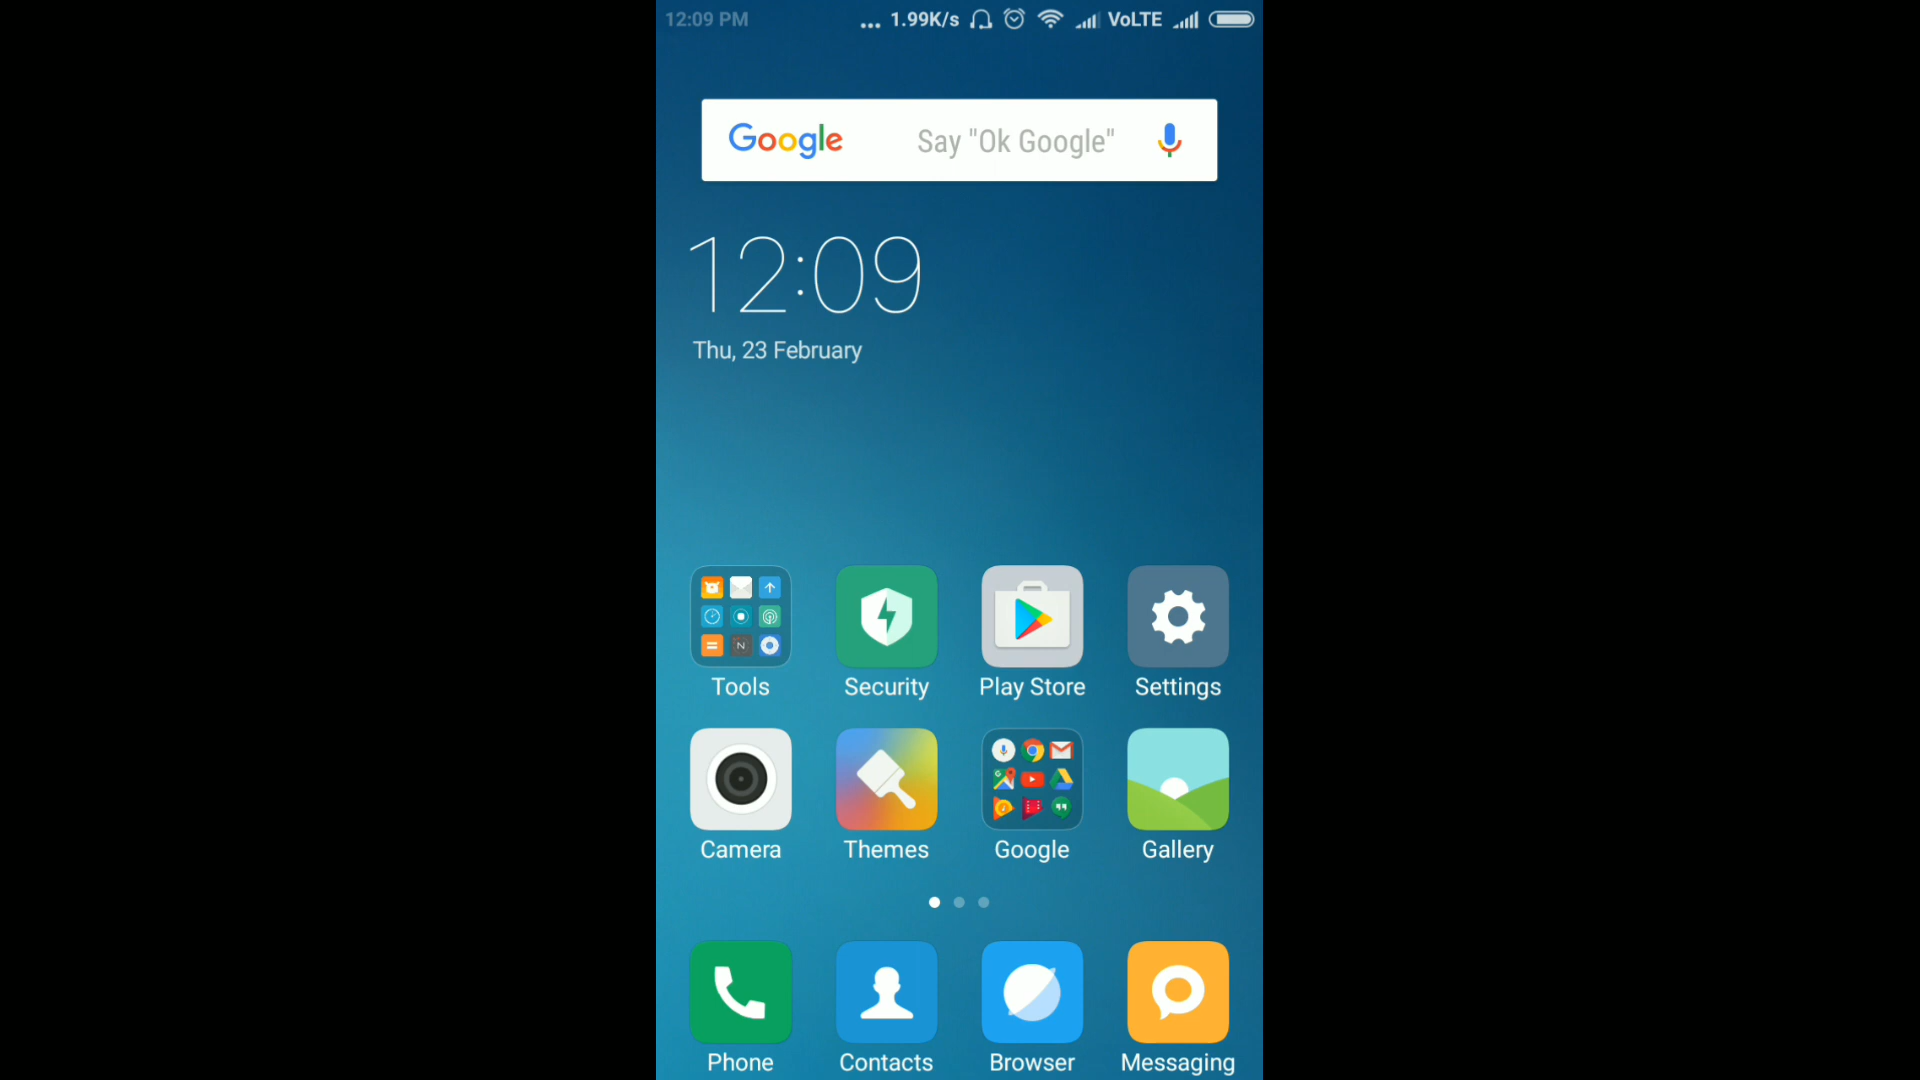 12:09 PM ... 1.99K/s VoLTE
Google Say "Ok Google"
12:09
Thu, 23 February
Tools Security Play Store Settings
Camera Themes Google Gallery
Phone Contacts Browser Messaging